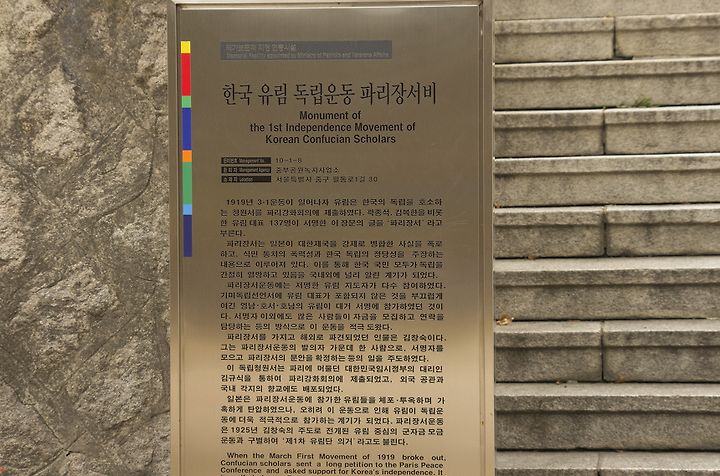 국가보훈처 지정 현충시설
Memorial Facility appointed by Ministry of Patriots and Veterans Affairs
한국 유림 독립운동 파리장서비
Monument of
the 1st Independence Movement of
Korean Confucian Scholars
관리번호 Management No. 10-1-8
관 리 자 Management Agency 중부공원녹지사업소
소 재 지 Location 서울특별시 중구 필동로1길 30
1919년 3·1운동이 일어나자 유림은 한국의 독립을 호소하
는 청원서를 파리강화회의에 제출하였다. 곽종석, 김복한을 비롯
한 유림 대표 137명이 서명한 이 장문의 글을 '파리장서' 라고
부른다.
파리장서는 일본이 대한제국을 강제로 병합한 사실을 폭로
하고, 식민 통치의 폭력성과 한국 독립의 정당성을 주장하는
내용으로 이루어져 있다. 이를 통해 한국 국민 모두가 독립을
간절히 열망하고 있음을 국내외에 널리 알린 계기가 되었다.
파리장서운동에는 저명한 유림 지도자가 다수 참여하였다.
기미독립선언서에 유림 대표가 포함되지 않은 것을 부끄럽게
여긴 영남·호서·호남의 유림이 대거 서명에 참가하였던 것이
다. 서명자 이외에도 많은 사람들이 자금을 모집하고 연락을
담당하는 등의 방식으로 이 운동을 적극 도왔다.
파리장서를 가지고 해외로 파견되었던 인물은 김창숙이다.
그는 파리장서운동의 발의자 가운데 한 사람으로, 서명자를
모으고 파리장서의 문안을 확정하는 등의 일을 주도하였다.
이 독립청원서는 파리에 머물던 대한민국임시정부의 대리인
김규식을 통하여 파리강화회의에 제출되었고, 외국 공관과
국내 각지의 향교에도 배포되었다.
일본은 파리장서운동에 참가한 유림들을 체포·투옥하며 가
혹하게 탄압하였으나, 오히려 이 운동으로 인해 유림이 독립운
동에 더욱 적극적으로 참가하는 계기가 되었다. 파리장서운동
은 1925년 김창숙의 주도로 전개된 유림 중심의 군자금 모금
운동과 구별하여 '제1차 유림단 의거' 라고도 불린다.
When the March First Movement of 1919 broke out,
Confucian scholars sent a long petition to the Paris Peace
Conference and asked support for Korea's independence. It